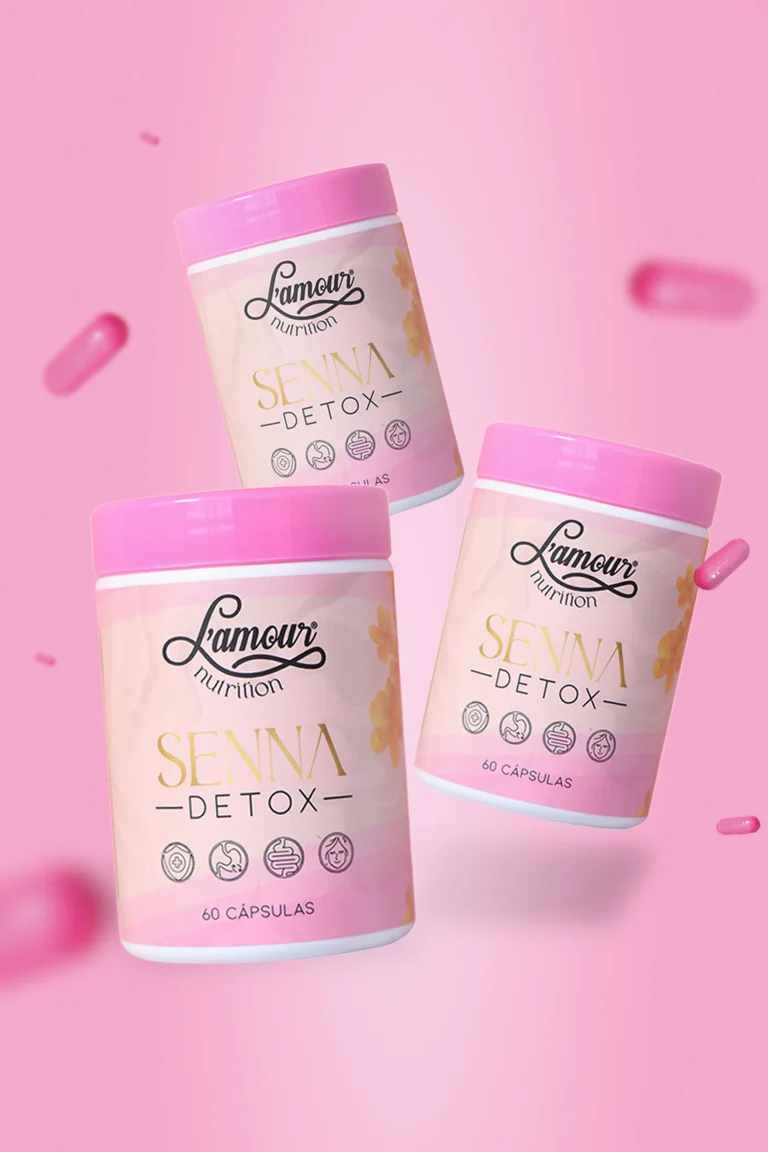 L'amour®
nutrition
SENNA
—DETOX—
L'amour®
nutrition
SENNA
—DETOX—
60 CÁPSULAS
L'amour®
nutrition
SENNA
—DETOX—
60 CÁPSULAS